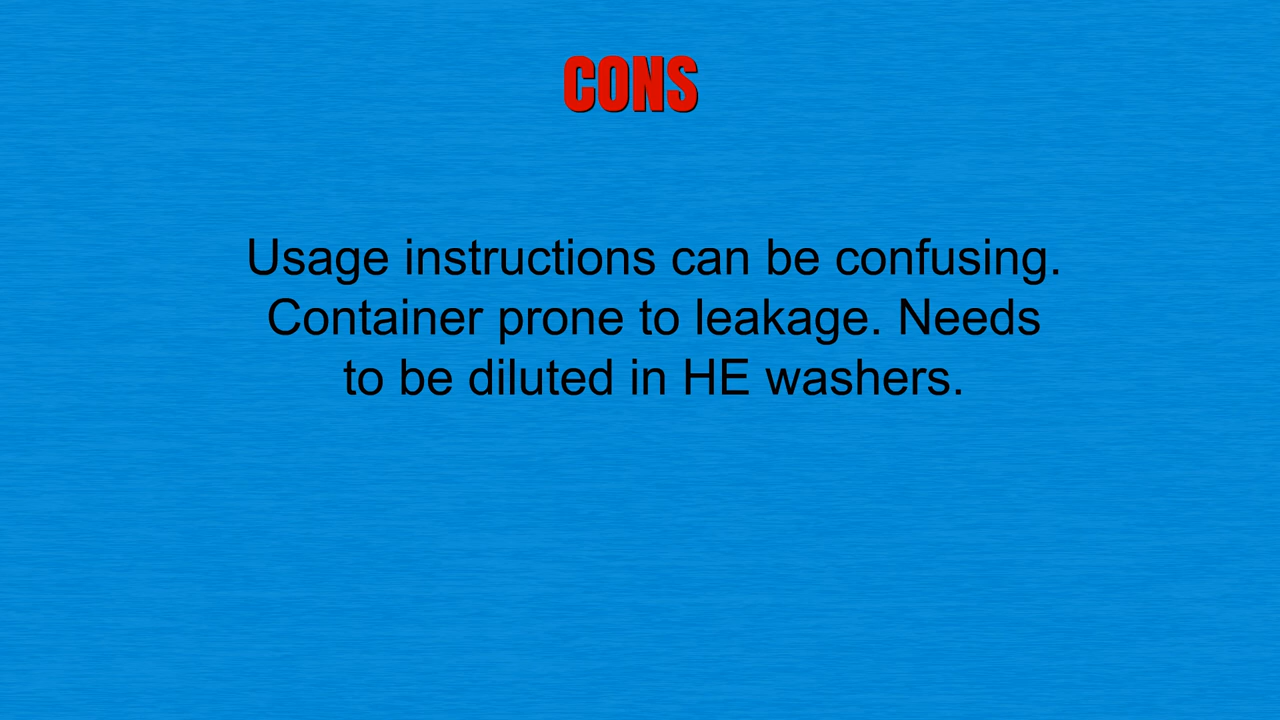 CONS
Usage instructions can be confusing.
Container prone to leakage. Needs
to be diluted in HE washers.